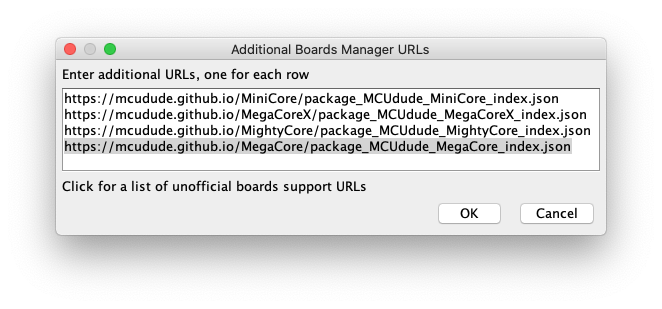 Additional Boards Manager URLs
Enter additional URLs, one for each row
https://mcudude.github.io/MiniCore/package_MCUdude_MiniCore_index.json
https://mcudude.github.io/MegaCoreX/package_MCUdude_MegaCoreX_index.json
https://mcudude.github.io/MightyCore/package_MCUdude_MightyCore_index.json
https://mcudude.github.io/MegaCore/package_MCUdude_MegaCore_index.json
Click for a list of unofficial boards support URLs
OK Cancel